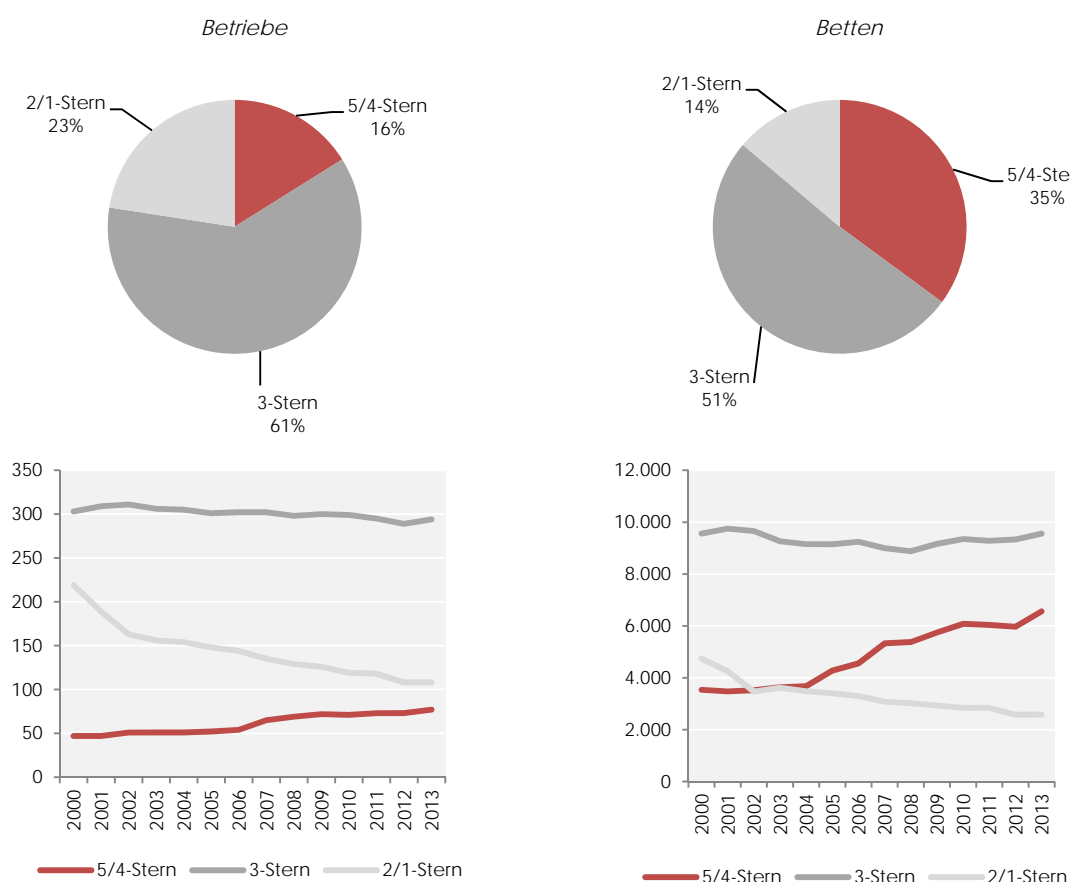 Betriebe
2/1-Stern
23%
5/4-Stern
16%
3-Stern
61%
Betten
2/1-Stern
14%
5/4-Ste
35%
3-Stern
51%
350
300
250
200
150
100
50
0
2000 2001 2002 2003 2004 2005 2006 2007 2008 2009 2010 2011 2012 2013
5/4-Stern 3-Stern 2/1-Stern
12.000
10.000
8.000
6.000
4.000
2.000
0
2000 2001 2002 2003 2004 2005 2006 2007 2008 2009 2010 2011 2012 2013
5/4-Stern 3-Stern 2/1-Stern